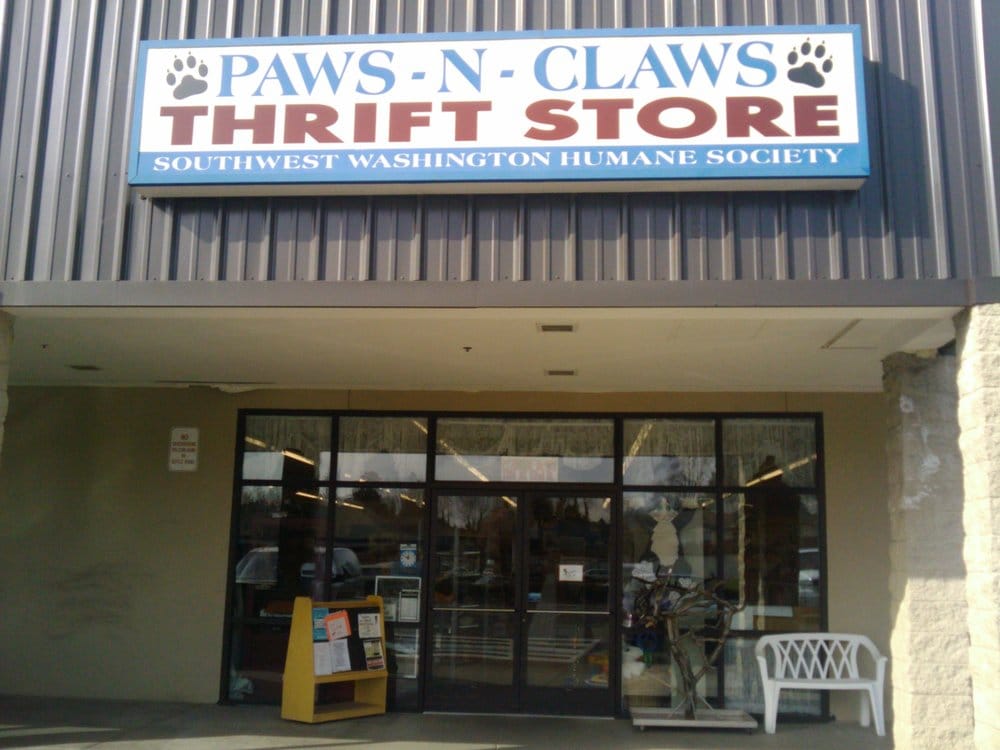 PAWS - N - CLAWS
THRIFT STORE
SOUTHWEST WASHINGTON HUMANE SOCIETY